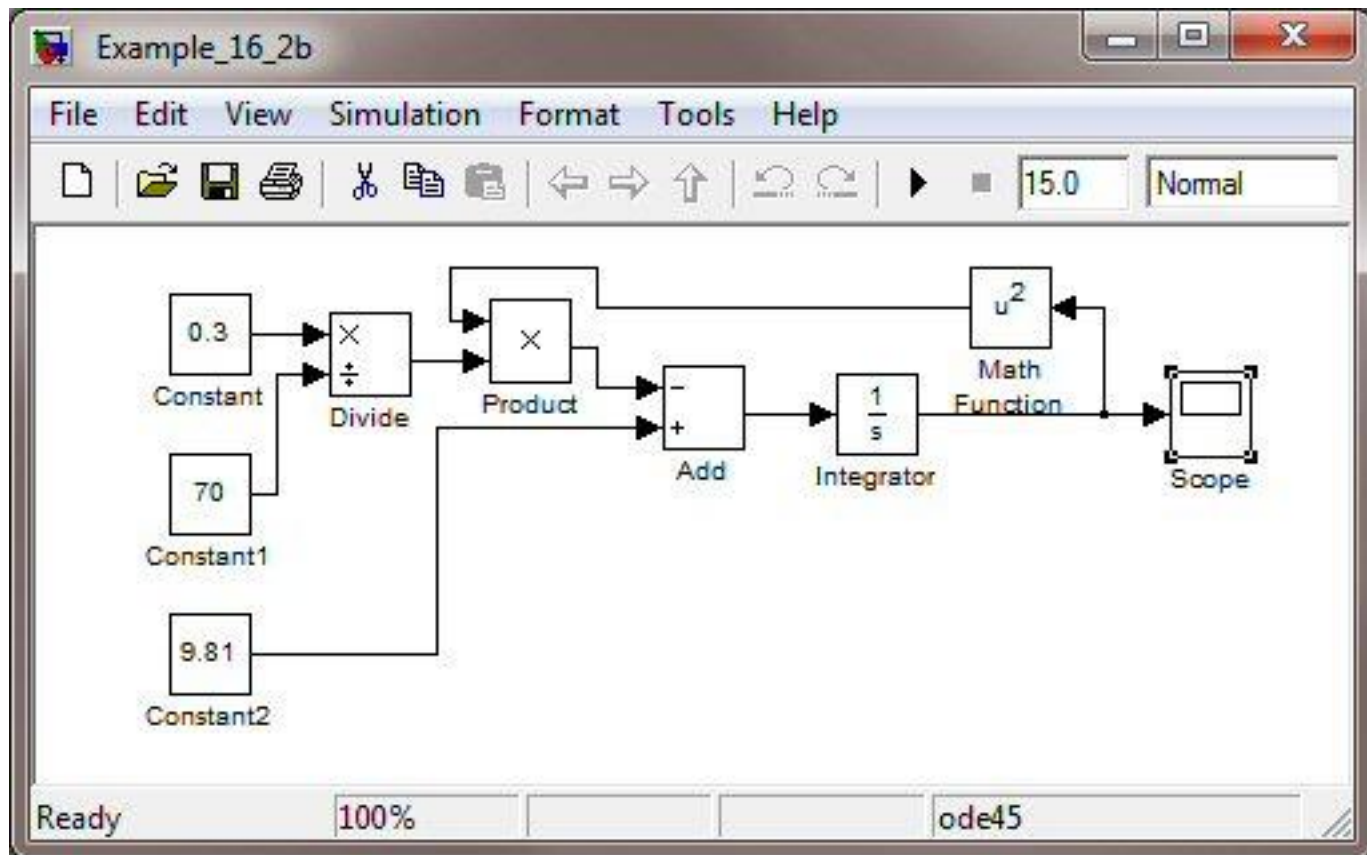 Example_16_2b
File Edit View Simulation Format Tools Help
15.0 Normal
0.3
Constant
×
÷
Divide
×
Product
u²
Math
Function
−
+
Add
1
s
Integrator
Scope
70
Constant1
9.81
Constant2
Ready 100% ode45